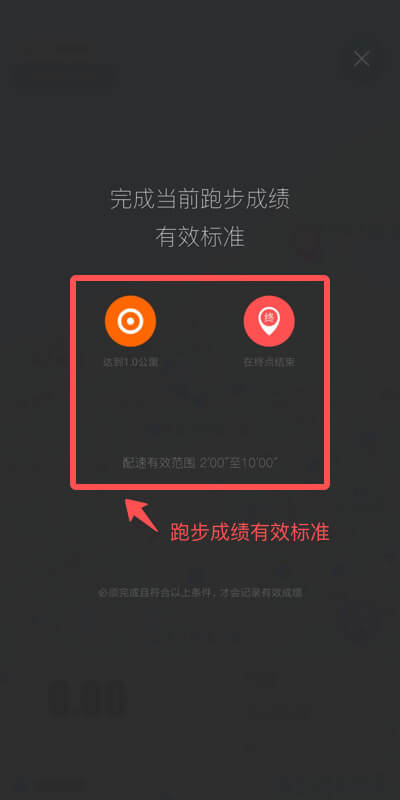 完成当前跑步成绩
有效标准
终
达到1.0公里
在终点结束
配速有效范围 2'00"至10'00"
跑步成绩有效标准
必须完成且符合以上条件，才会记录有效成绩
0.00